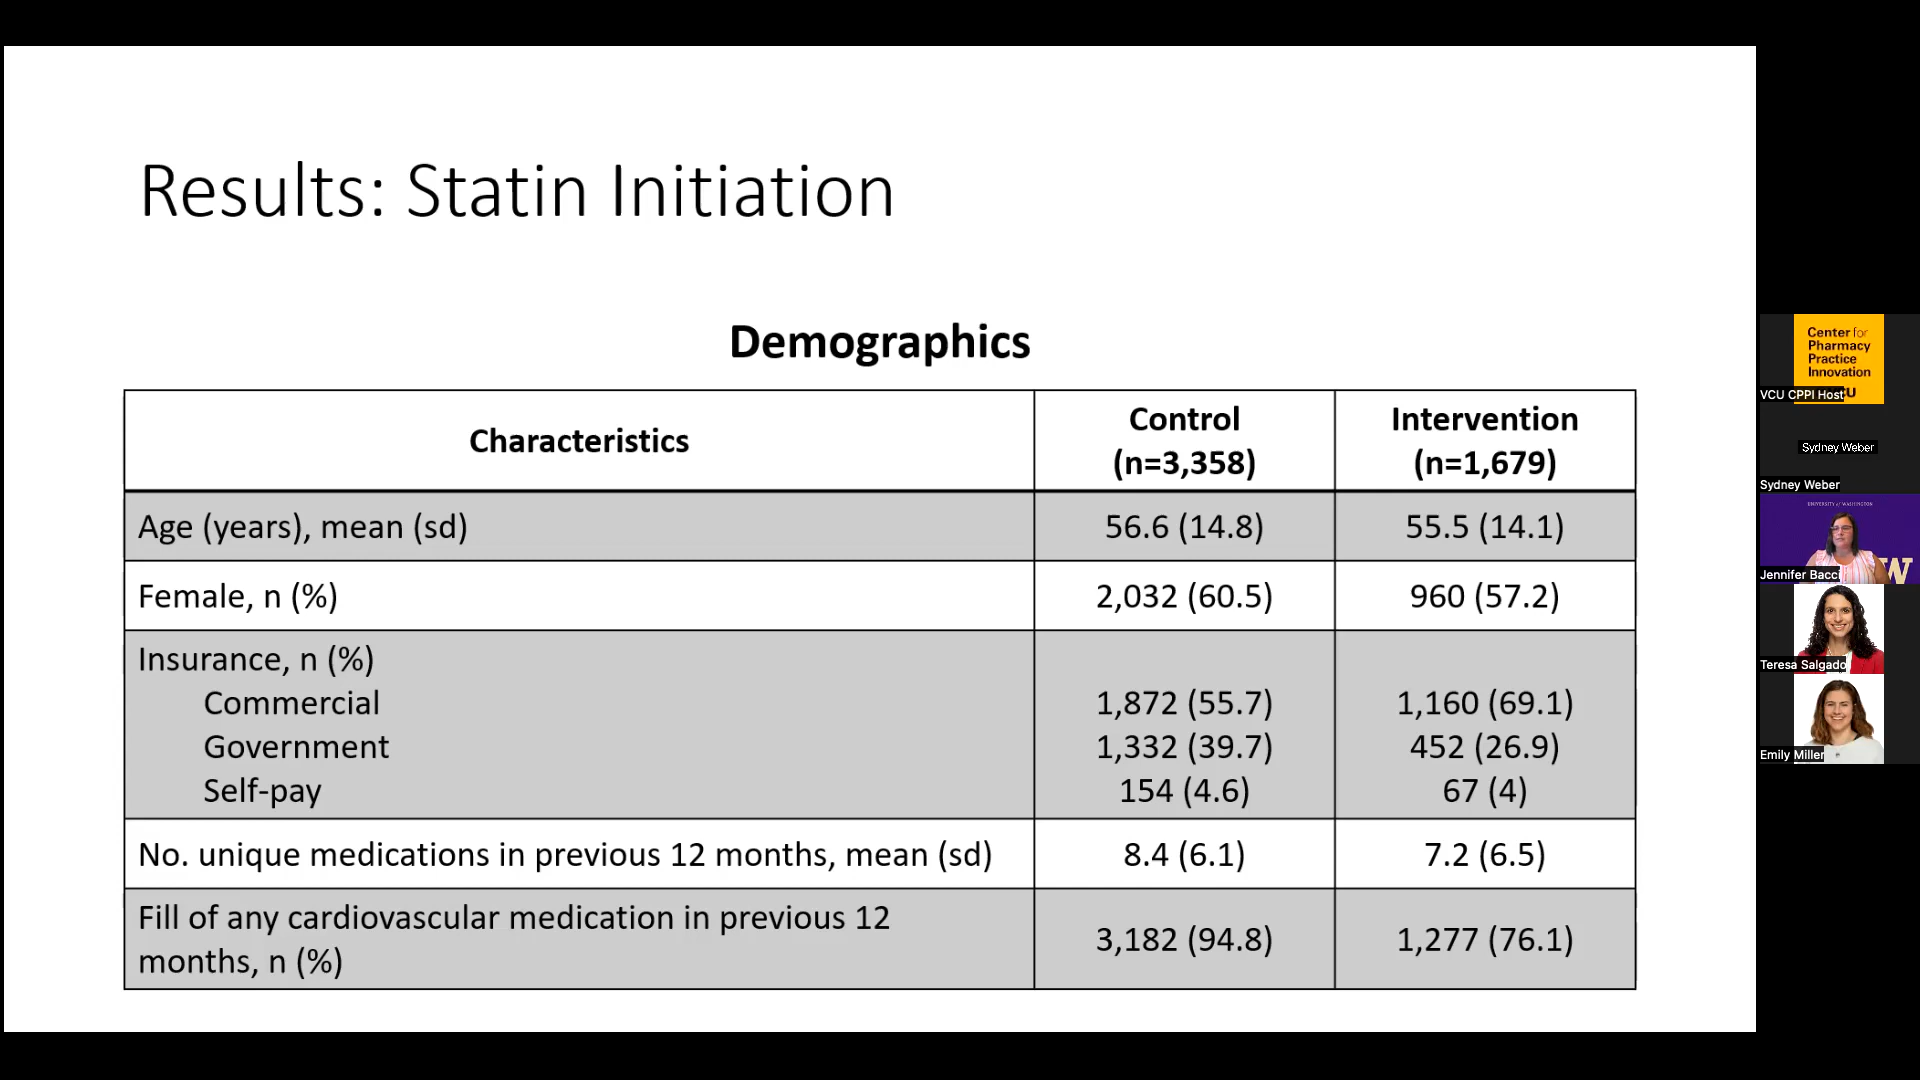 Results: Statin Initiation
Demographics
Characteristics
Control
(n=3,358)
Intervention
(n=1,679)
Age (years), mean (sd)
56.6 (14.8)
55.5 (14.1)
Female, n (%)
2,032 (60.5)
960 (57.2)
Insurance, n (%)
Commercial
1,872 (55.7)
1,160 (69.1)
Government
1,332 (39.7)
452 (26.9)
Self-pay
154 (4.6)
67 (4)
No. unique medications in previous 12 months, mean (sd)
8.4 (6.1)
7.2 (6.5)
Fill of any cardiovascular medication in previous 12
months, n (%)
3,182 (94.8)
1,277 (76.1)
Center for
Pharmacy
Practice
Innovation
VCU CPPI Host
Sydney Weber
Sydney Weber
UNIVERSITY of WASHINGTON
W
Jennifer Bacci
Teresa Salgado
Emily Miller